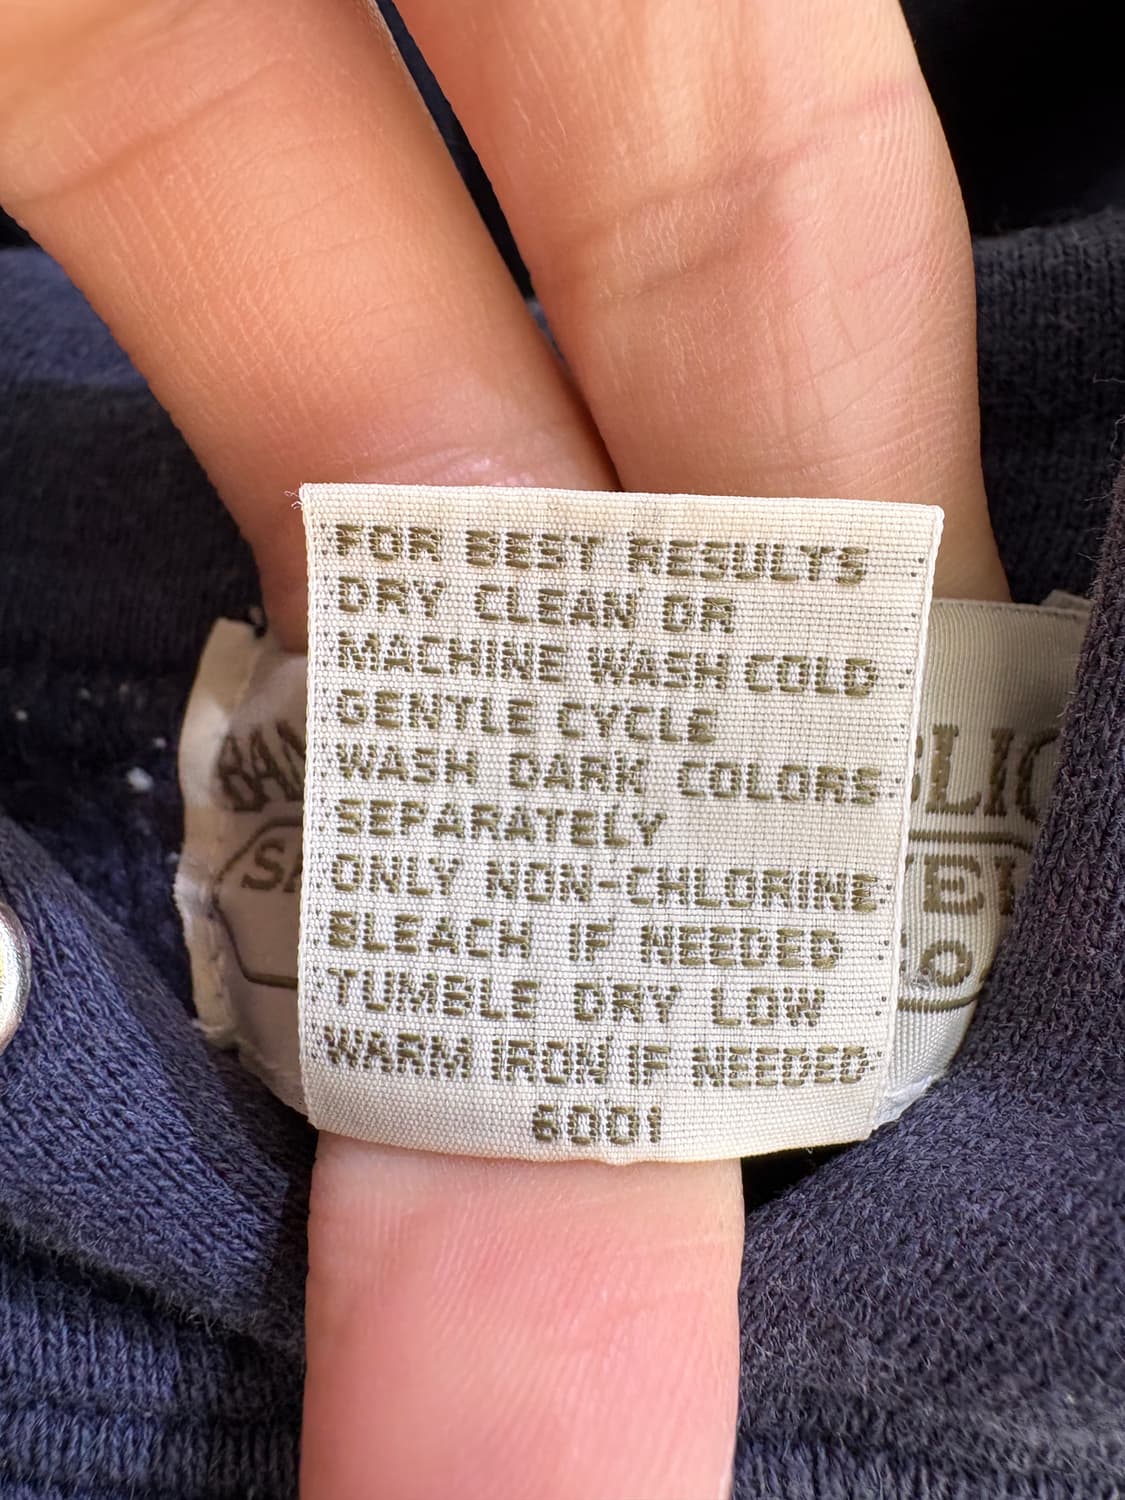 FOR BEST RESULTS
DRY CLEAN OR
MACHINE WASH COLD
GENTLE CYCLE
WASH DARK COLORS
SEPARATELY
ONLY NON-CHLORINE
BLEACH IF NEEDED
TUMBLE DRY LOW
WARM IRON IF NEEDED
6001